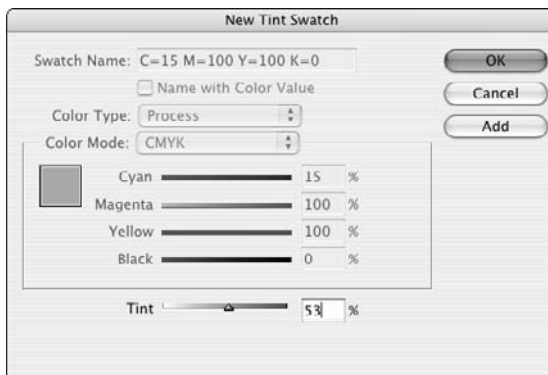 New Tint Swatch
Swatch Name: C=15 M=100 Y=100 K=0
OK
Name with Color Value
Cancel
Color Type: Process
Add
Color Mode: CMYK
Cyan 15 %
Magenta 100 %
Yellow 100 %
Black 0 %
Tint 53 %